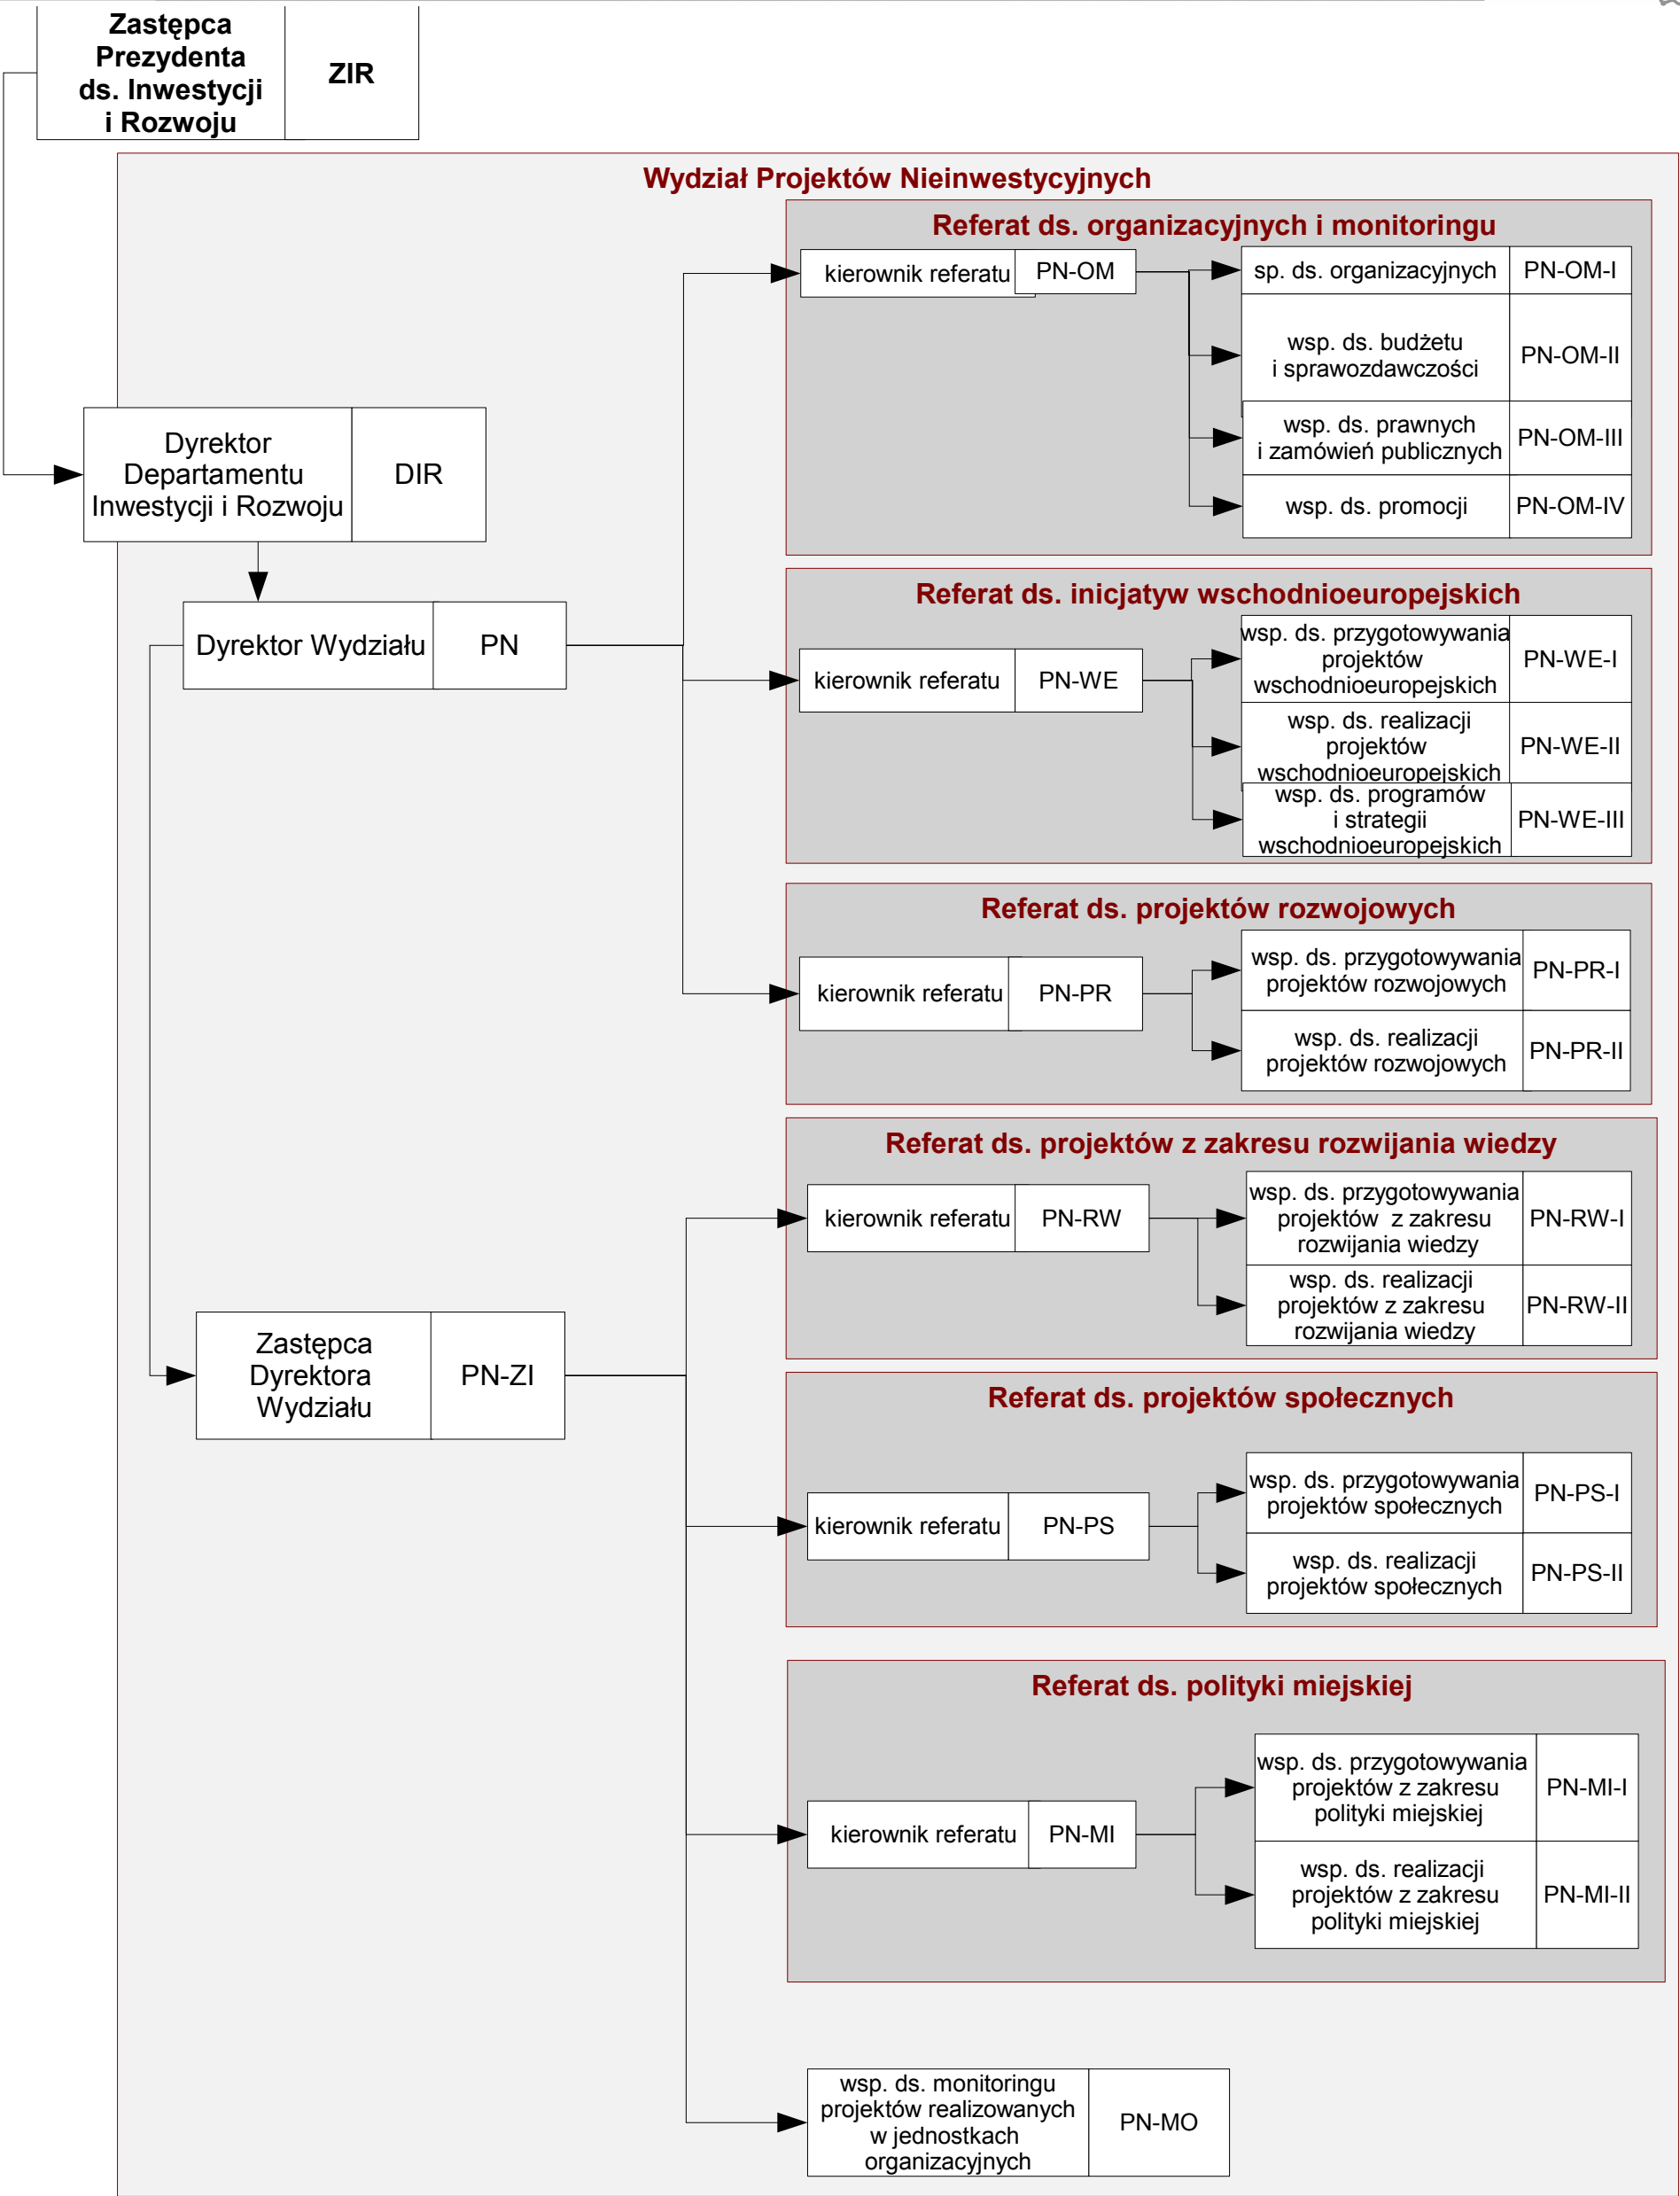 Zastępca
Prezydenta
ds. Inwestycji
i Rozwoju
ZIR
Wydział Projektów Nieinwestycyjnych
Referat ds. organizacyjnych i monitoringu
kierownik referatu
PN-OM
sp. ds. organizacyjnych
PN-OM-I
wsp. ds. budżetu
i sprawozdawczości
PN-OM-II
wsp. ds. prawnych
i zamówień publicznych
PN-OM-III
wsp. ds. promocji
PN-OM-IV
Dyrektor
Departamentu
Inwestycji i Rozwoju
DIR
Dyrektor Wydziału
PN
Referat ds. inicjatyw wschodnioeuropejskich
kierownik referatu
PN-WE
wsp. ds. przygotowywania
projektów
wschodnioeuropejskich
PN-WE-I
wsp. ds. realizacji
projektów
wschodnioeuropejskich
PN-WE-II
wsp. ds. programów
i strategii
wschodnioeuropejskich
PN-WE-III
Referat ds. projektów rozwojowych
kierownik referatu
PN-PR
wsp. ds. przygotowywania
projektów rozwojowych
PN-PR-I
wsp. ds. realizacji
projektów rozwojowych
PN-PR-II
Referat ds. projektów z zakresu rozwijania wiedzy
kierownik referatu
PN-RW
wsp. ds. przygotowywania
projektów z zakresu
rozwijania wiedzy
PN-RW-I
wsp. ds. realizacji
projektów z zakresu
rozwijania wiedzy
PN-RW-II
Zastępca
Dyrektora
Wydziału
PN-ZI
Referat ds. projektów społecznych
kierownik referatu
PN-PS
wsp. ds. przygotowywania
projektów społecznych
PN-PS-I
wsp. ds. realizacji
projektów społecznych
PN-PS-II
Referat ds. polityki miejskiej
kierownik referatu
PN-MI
wsp. ds. przygotowywania
projektów z zakresu
polityki miejskiej
PN-MI-I
wsp. ds. realizacji
projektów z zakresu
polityki miejskiej
PN-MI-II
wsp. ds. monitoringu
projektów realizowanych
w jednostkach
organizacyjnych
PN-MO